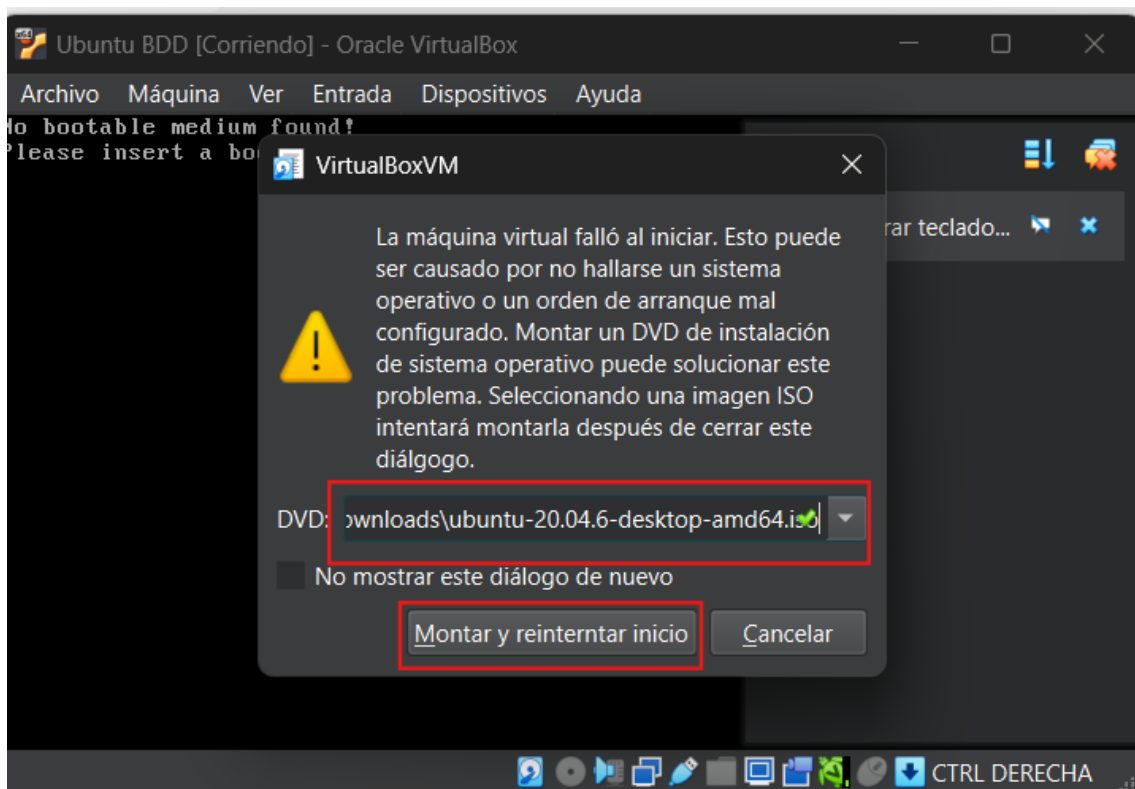 Ubuntu BDD [Corriendo] - Oracle VirtualBox
Archivo Máquina Ver Entrada Dispositivos Ayuda
No bootable medium found!
Please insert a
VirtualBoxVM
rar teclado...
La máquina virtual falló al iniciar. Esto puede
ser causado por no hallarse un sistema
operativo o un orden de arranque mal
configurado. Montar un DVD de instalación
de sistema operativo puede solucionar este
problema. Seleccionando una imagen ISO
intentará montarla después de cerrar este
diálgogo.
DVD: ownloads\ubuntu-20.04.6-desktop-amd64.iso
No mostrar este diálogo de nuevo
Montar y reinterntar inicio Cancelar
CTRL DERECHA